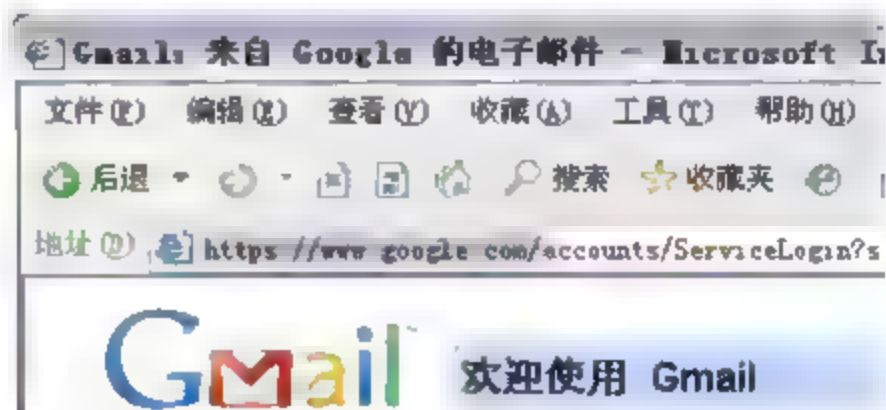 Gmail: 来自 Google 的电子邮件 - Microsoft I
文件(F) 编辑(E) 查看(V) 收藏(A) 工具(T) 帮助(H)
后退 搜索 收藏夹
地址(D) https://www.google.com/accounts/ServiceLogin?s
Gmail 欢迎使用 Gmail